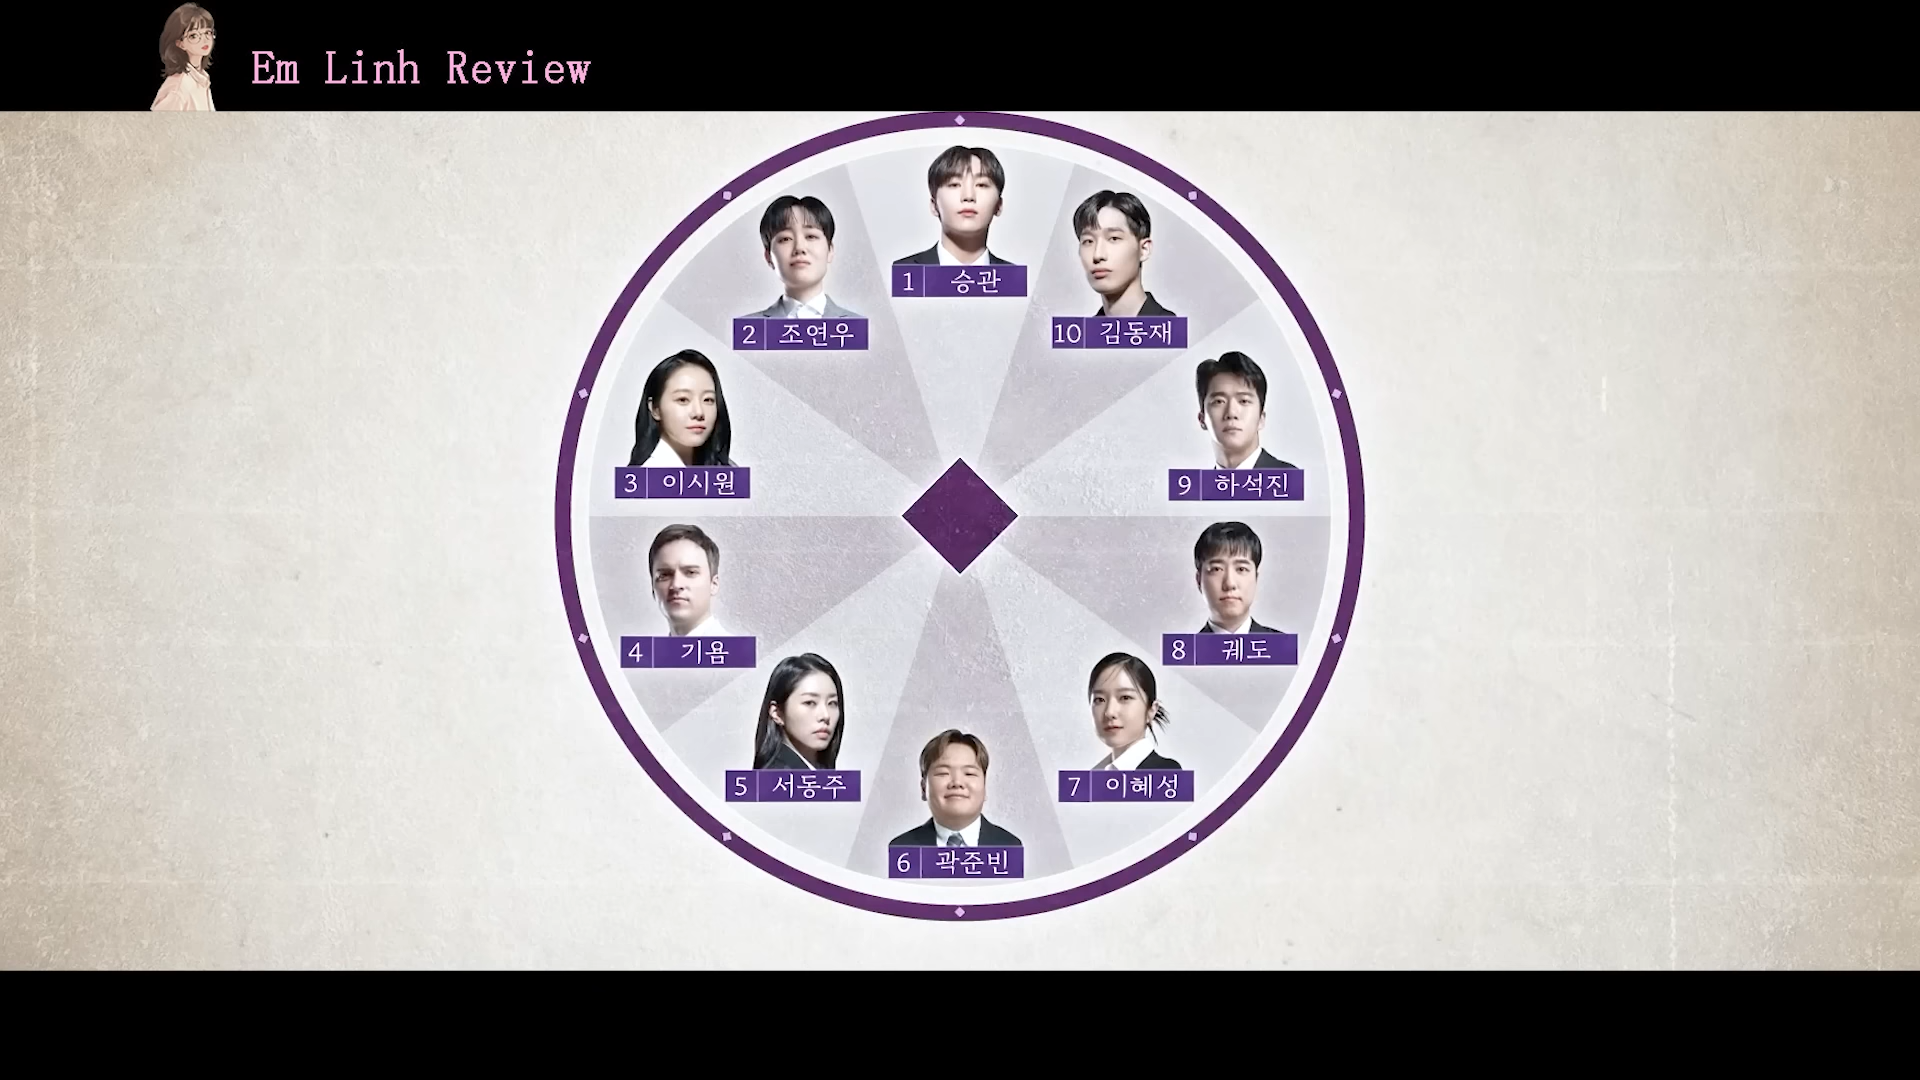 Em Linh Review
1 승관
2 조연우
10 김동재
3 이시원
9 하석진
4 기욤
8 궤도
5 서동주
7 이혜성
6 곽준빈